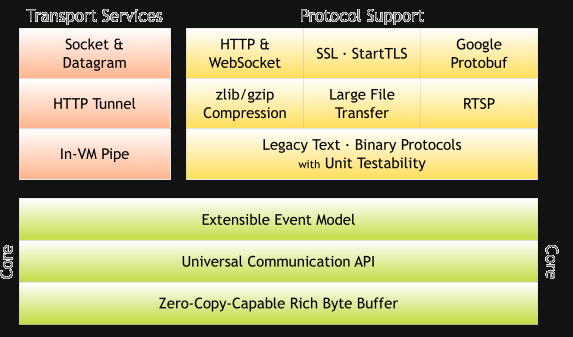 Transport Services
Protocol Support
Socket &
Datagram
HTTP Tunnel
In-VM Pipe
HTTP &
WebSocket
SSL · StartTLS
Google
Protobuf
zlib/gzip
Compression
Large File
Transfer
RTSP
Legacy Text · Binary Protocols
with Unit Testability
Core
Extensible Event Model
Universal Communication API
Zero-Copy-Capable Rich Byte Buffer
Core